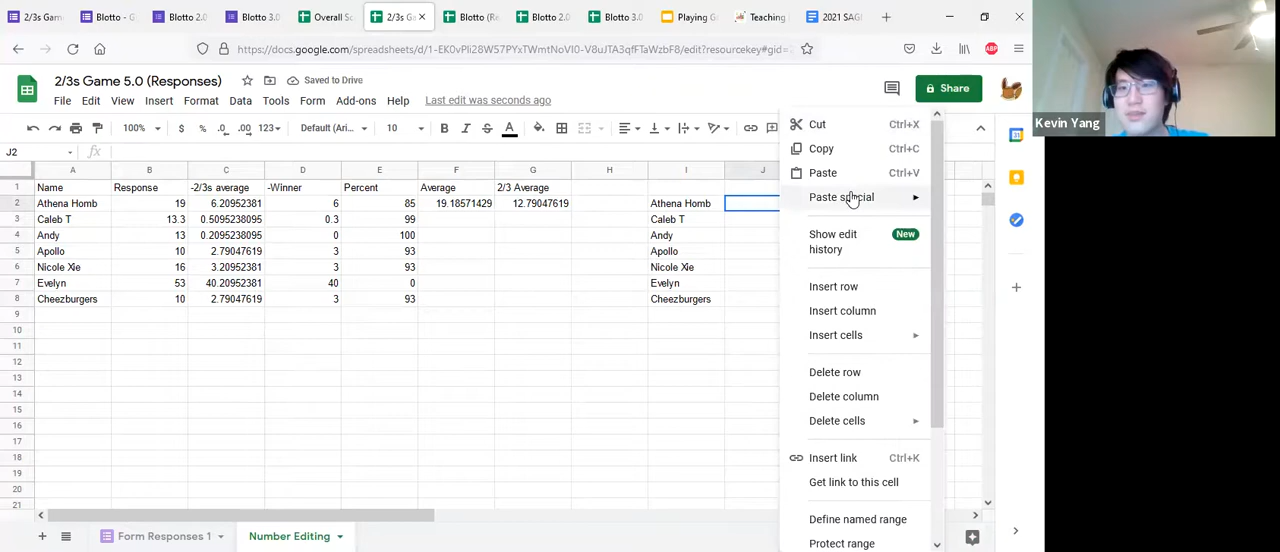 2/3s Gam
Blotto - G
Blotto 2.0
Blotto 3.0
Overall Sc
2/3s Ga
Blotto (Re
Blotto 2.0
Blotto 3.0
Playing G
Teaching
2021 SAG
https://docs.google.com/spreadsheets/d/1-EK0vPli28W57PYxTWmtNoVI0-V8uJTA3qfFTaWzbF8/edit?resourcekey#gid=
2/3s Game 5.0 (Responses)
Saved to Drive
File Edit View Insert Format Data Tools Form Add-ons Help Last edit was seconds ago
Share
100% $ % .0 .00 123 Default (Ari... 10 B I S A
J2 fx
A B C D E F G H I J
1 Name Response -2/3s average -Winner Percent Average 2/3 Average
2 Athena Homb 19 6.20952381 6 85 19.18571429 12.79047619 Athena Homb
3 Caleb T 13.3 0.5095238095 0.3 99 Caleb T
4 Andy 13 0.2095238095 0 100 Andy
5 Apollo 10 2.79047619 3 93 Apollo
6 Nicole Xie 16 3.20952381 3 93 Nicole Xie
7 Evelyn 53 40.20952381 40 0 Evelyn
8 Cheezburgers 10 2.79047619 3 93 Cheezburgers
9
10
11
12
13
14
15
16
17
18
19
20
21
Cut Ctrl+X
Copy Ctrl+C
Paste Ctrl+V
Paste special
Show edit history New
Insert row
Insert column
Insert cells
Delete row
Delete column
Delete cells
Insert link Ctrl+K
Get link to this cell
Define named range
Protect range
Form Responses 1
Number Editing
ABP
31
Kevin Yang